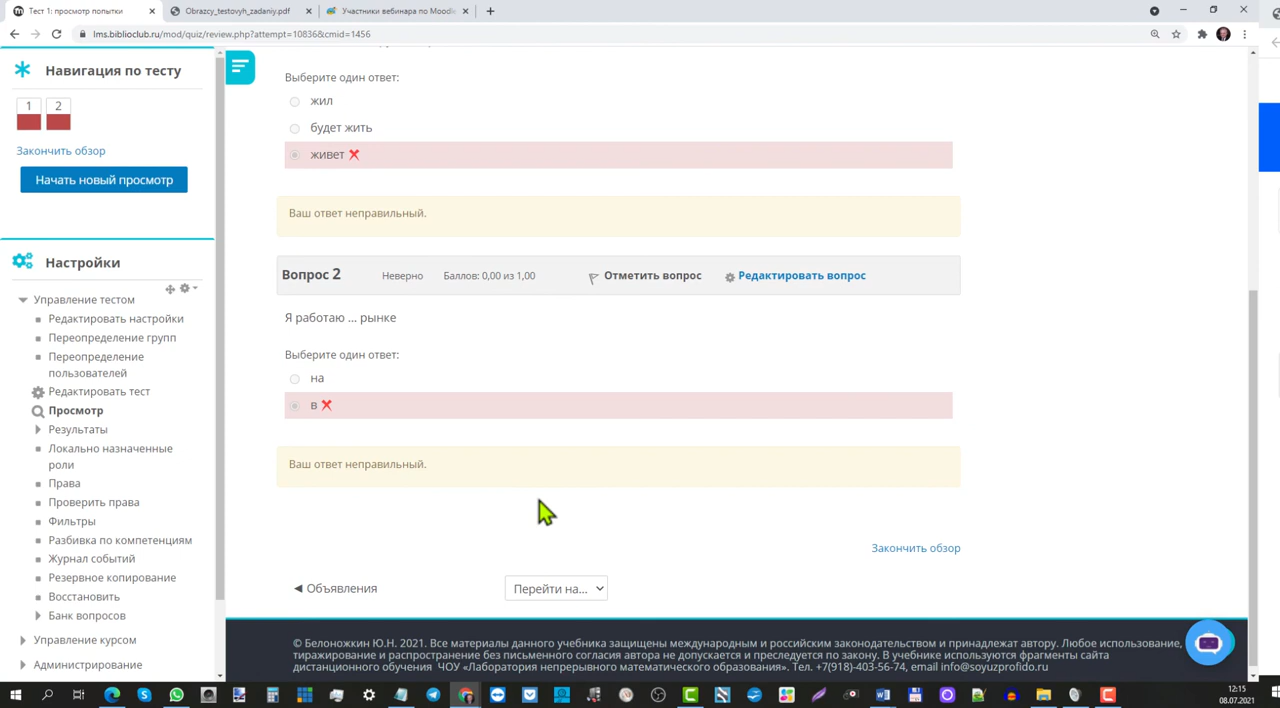 Тест 1: просмотр попытки
Obrazcy_testovyh_zadaniy.pdf
Участники вебинара по Moodl
lms.biblioclub.ru/mod/quiz/review.php?attempt=10836&cmid=1456
Навигация по тесту
1 2
Закончить обзор
Начать новый просмотр
Настройки
Управление тестом
Редактировать настройки
Переопределение групп
Переопределение
пользователей
Редактировать тест
Просмотр
Результаты
Локально назначенные
роли
Права
Проверить права
Фильтры
Разбивка по компетенциям
Журнал событий
Резервное копирование
Восстановить
Банк вопросов
Управление курсом
Администрирование
Выберите один ответ:
жил
будет жить
живет
Ваш ответ неправильный.
Вопрос 2
Неверно
Баллов: 0,00 из 1,00
Отметить вопрос
Редактировать вопрос
Я работаю ... рынке
Выберите один ответ:
на
в
Ваш ответ неправильный.
Закончить обзор
◄ Объявления
Перейти на...
© Белоножкин Ю.Н. 2021. Все материалы данного учебника защищены международным и российским законодательством и принадлежат автору. Любое использование,
тиражирование и распространение без письменного согласия автора не допускается и преследуется по закону. В учебнике используются фрагменты сайта
дистанционного обучения ЧОУ «Лаборатория непрерывного математического образования». Тел. +7(918)-403-56-74, email info@soyuzprofido.ru
12:15
08.07.2021